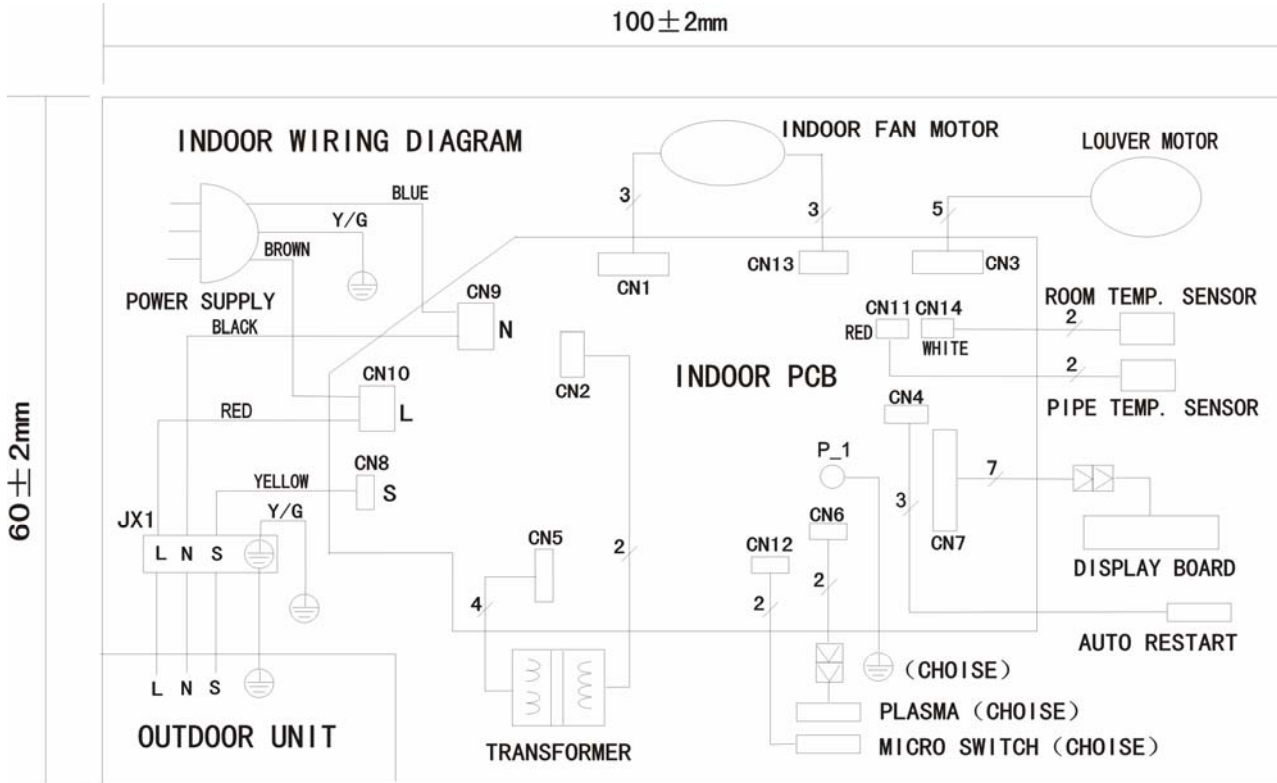 100±2mm
60±2mm
INDOOR WIRING DIAGRAM
INDOOR FAN MOTOR
LOUVER MOTOR
BLUE
Y/G
BROWN
POWER SUPPLY
3
3
5
CN1
CN13
CN3
CN9
N
BLACK
CN11 CN14
RED
WHITE
2
ROOM TEMP. SENSOR
2
PIPE TEMP. SENSOR
CN2
INDOOR PCB
CN10
L
RED
CN4
CN8
S
YELLOW
Y/G
P_1
7
3
CN7
DISPLAY BOARD
JX1
L N S
CN5
2
4
CN12
CN6
2
2
AUTO RESTART
L N S
OUTDOOR UNIT
TRANSFORMER
(CHOISE)
PLASMA (CHOISE)
MICRO SWITCH (CHOISE)